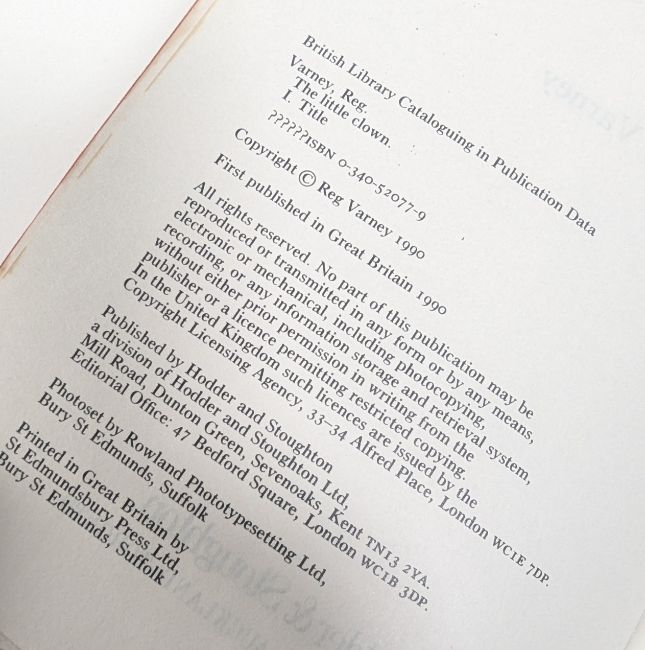 British Library Cataloguing in Publication Data
Varney, Reg.
The little clown.
I. Title
??????ISBN 0-340-52077-9
Copyright © Reg Varney 1990
First published in Great Britain 1990
All rights reserved. No part of this publication may be
reproduced or transmitted in any form or by any means,
electronic or mechanical, including photocopying,
recording, or any information storage and retrieval system,
without either prior permission in writing from the
publisher or a licence permitting restricted copying.
In the United Kingdom such licences are issued by the
Copyright Licensing Agency, 33–34 Alfred Place, London WC1E 7DP.
Published by Hodder and Stoughton
a division of Hodder and Stoughton Ltd,
Mill Road, Dunton Green, Sevenoaks, Kent TN13 2YA.
Editorial Office: 47 Bedford Square, London WC1B 3DP.
Photoset by Rowland Phototypesetting Ltd,
Bury St Edmunds, Suffolk
Printed in Great Britain by
St Edmundsbury Press Ltd,
Bury St Edmunds, Suffolk